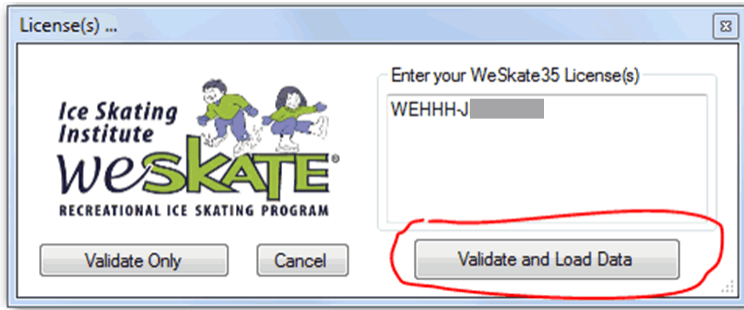 License(s) ...
Ice Skating
Institute
WeSKATE®
RECREATIONAL ICE SKATING PROGRAM
Enter your WeSkate35 License(s)
WEHHH-J
Validate Only
Cancel
Validate and Load Data